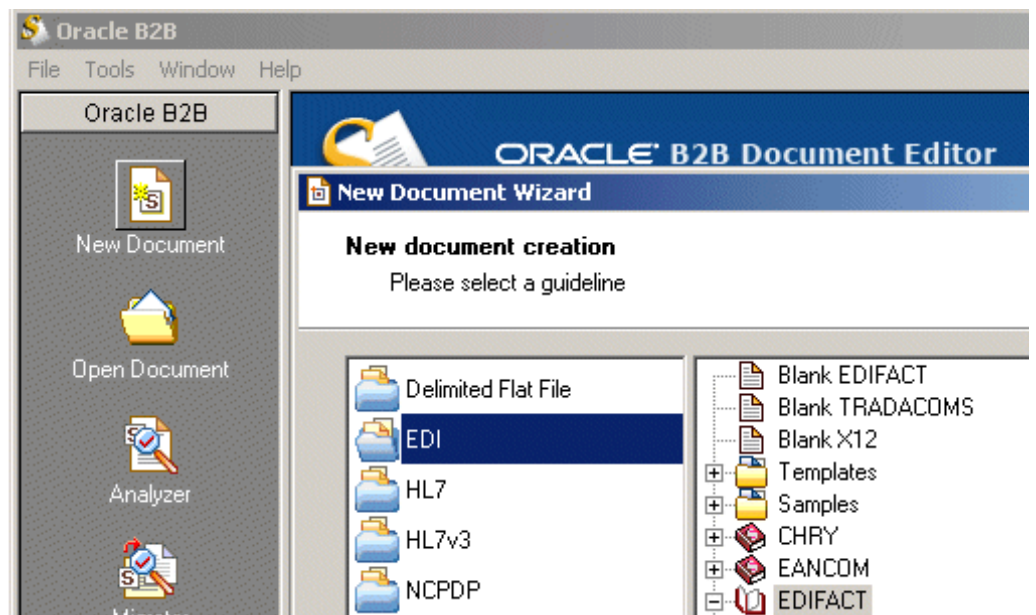 Oracle B2B
File Tools Window Help
Oracle B2B
New Document
Open Document
Analyzer
ORACLE B2B Document Editor
New Document Wizard
New document creation
Please select a guideline
Delimited Flat File
EDI
HL7
HL7v3
NCPDP
Blank EDIFACT
Blank TRADACOMS
Blank X12
Templates
Samples
CHRY
EANCOM
EDIFACT